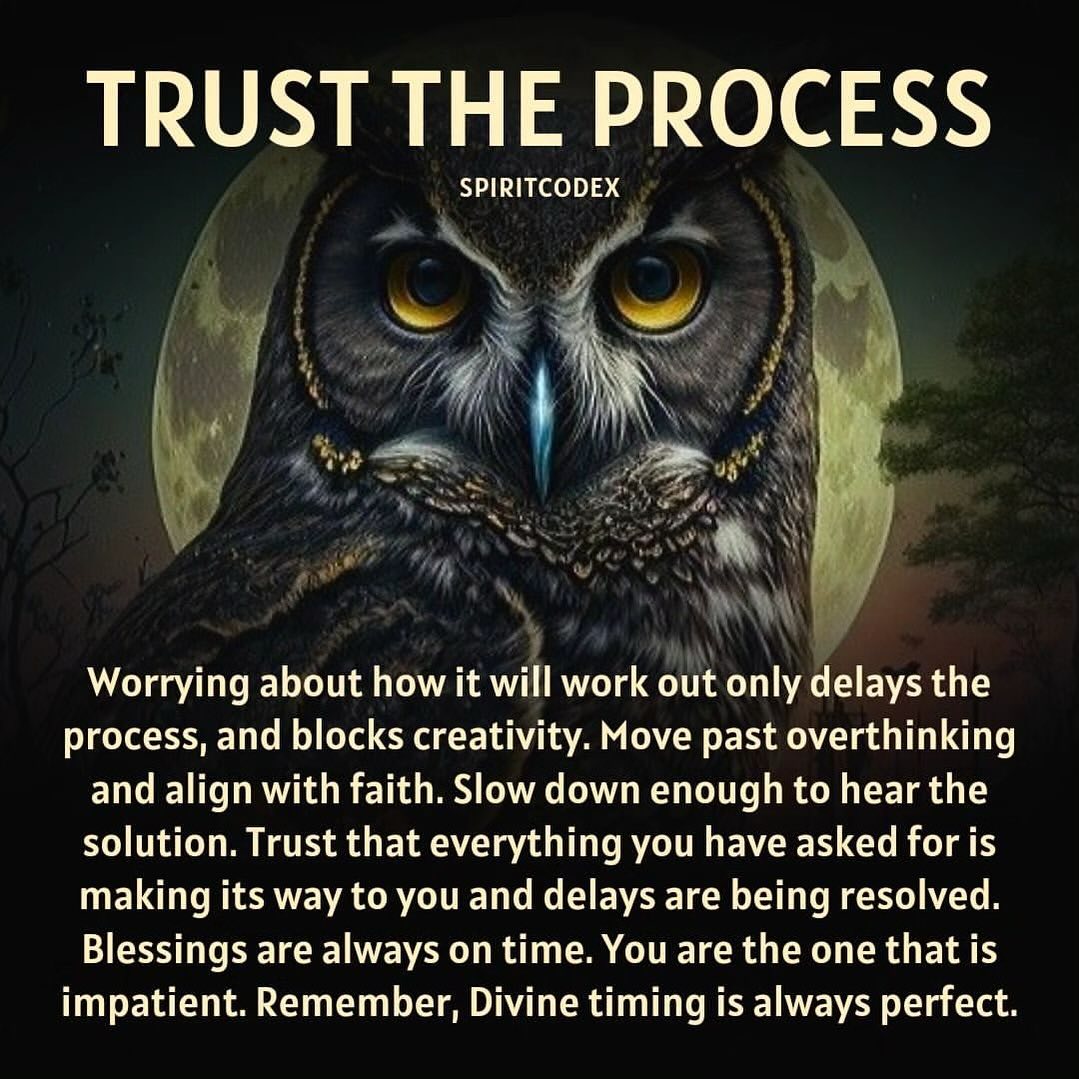 TRUST THE PROCESS
SPIRITCODEX
Worrying about how it will work out only delays the
process, and blocks creativity. Move past overthinking
and align with faith. Slow down enough to hear the
solution. Trust that everything you have asked for is
making its way to you and delays are being resolved.
Blessings are always on time. You are the one that is
impatient. Remember, Divine timing is always perfect.